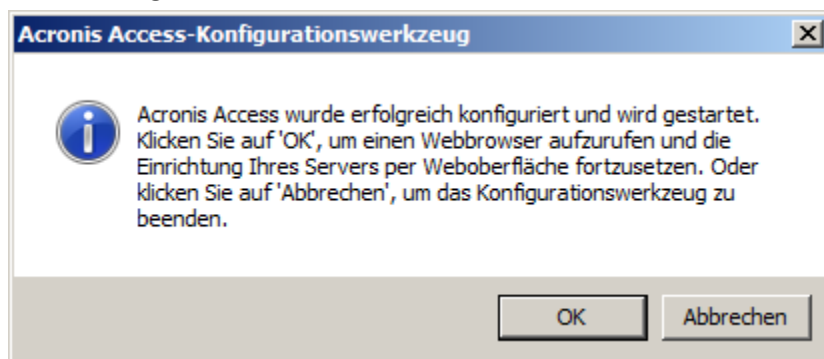 Acronis Access-Konfigurationswerkzeug
Acronis Access wurde erfolgreich konfiguriert und wird gestartet.
Klicken Sie auf 'OK', um einen Webbrowser aufzurufen und die
Einrichtung Ihres Servers per Weboberfläche fortzusetzen. Oder
klicken Sie auf 'Abbrechen', um das Konfigurationswerkzeug zu
beenden.
OK
Abbrechen